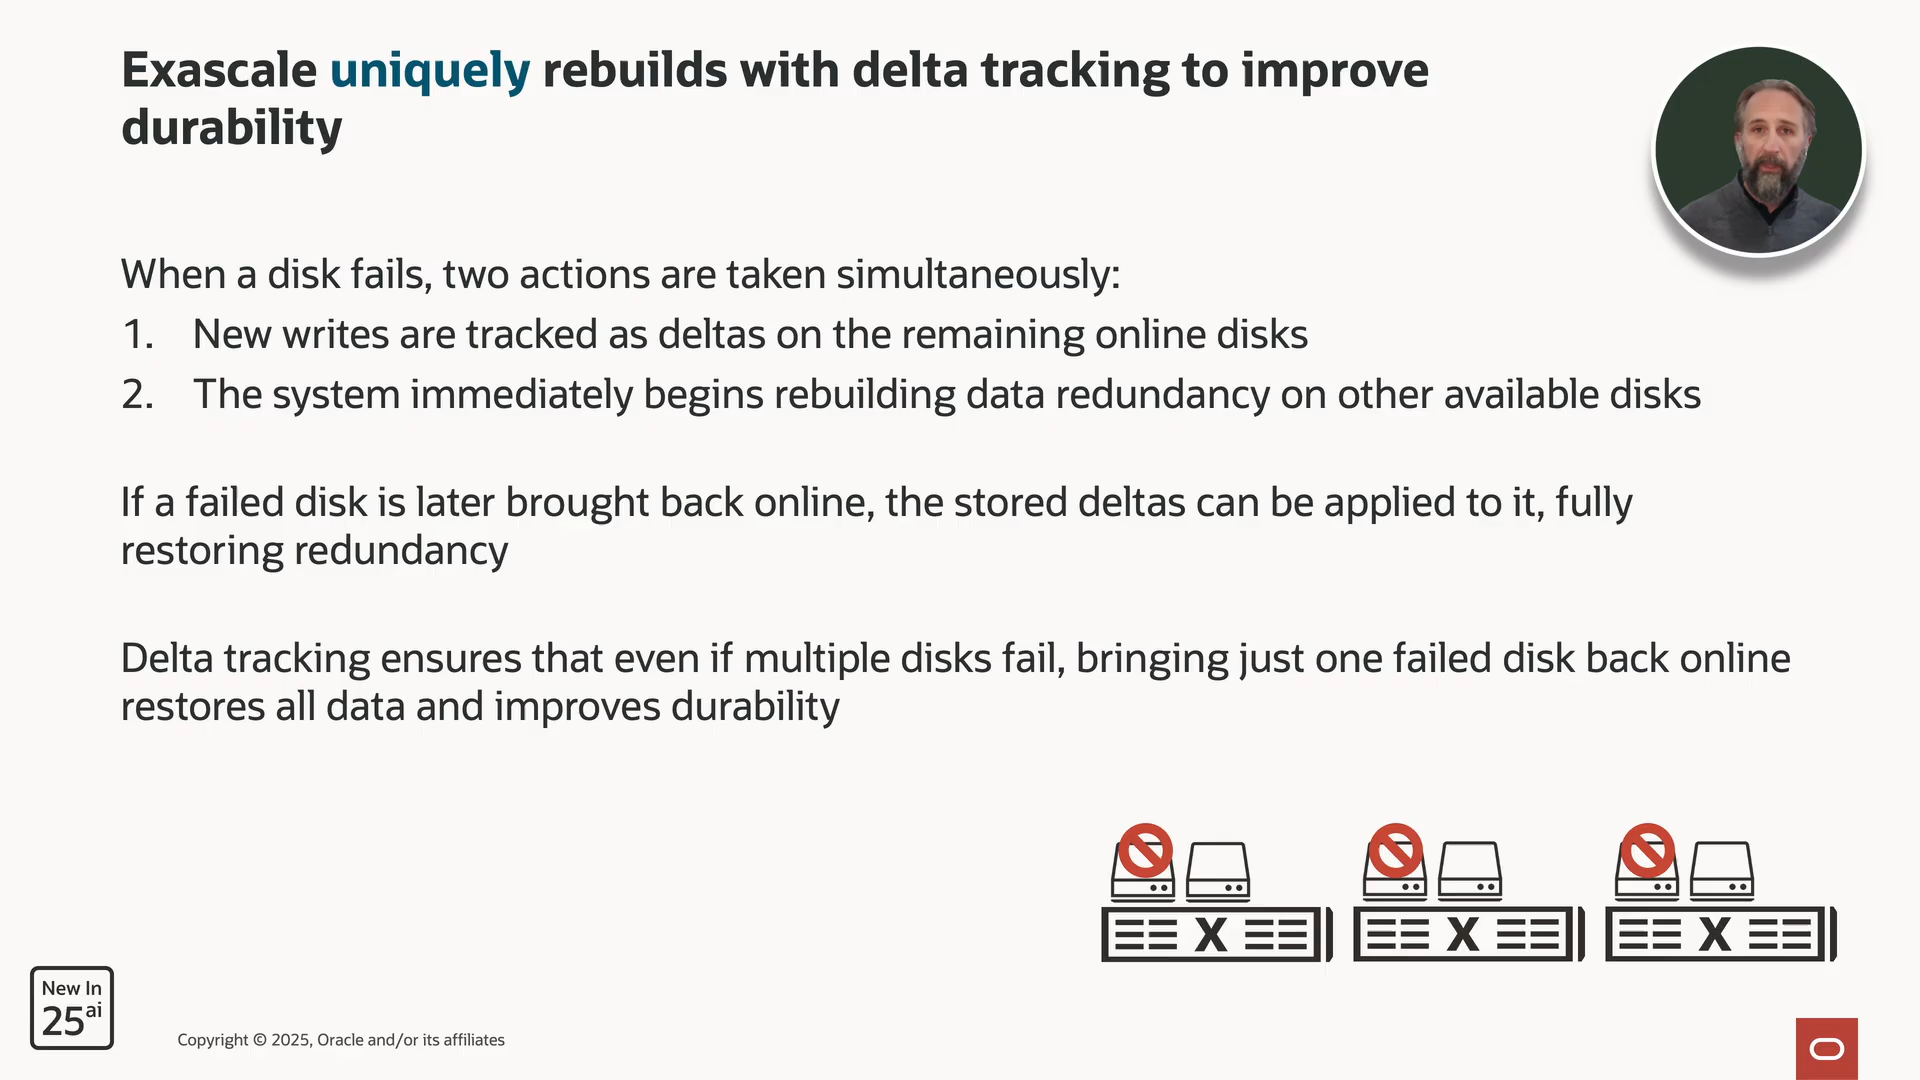 Exascale uniquely rebuilds with delta tracking to improve
durability
When a disk fails, two actions are taken simultaneously:
1. New writes are tracked as deltas on the remaining online disks
2. The system immediately begins rebuilding data redundancy on other available disks
If a failed disk is later brought back online, the stored deltas can be applied to it, fully
restoring redundancy
Delta tracking ensures that even if multiple disks fail, bringing just one failed disk back online
restores all data and improves durability
X X X
New In
25ai
Copyright © 2025, Oracle and/or its affiliates